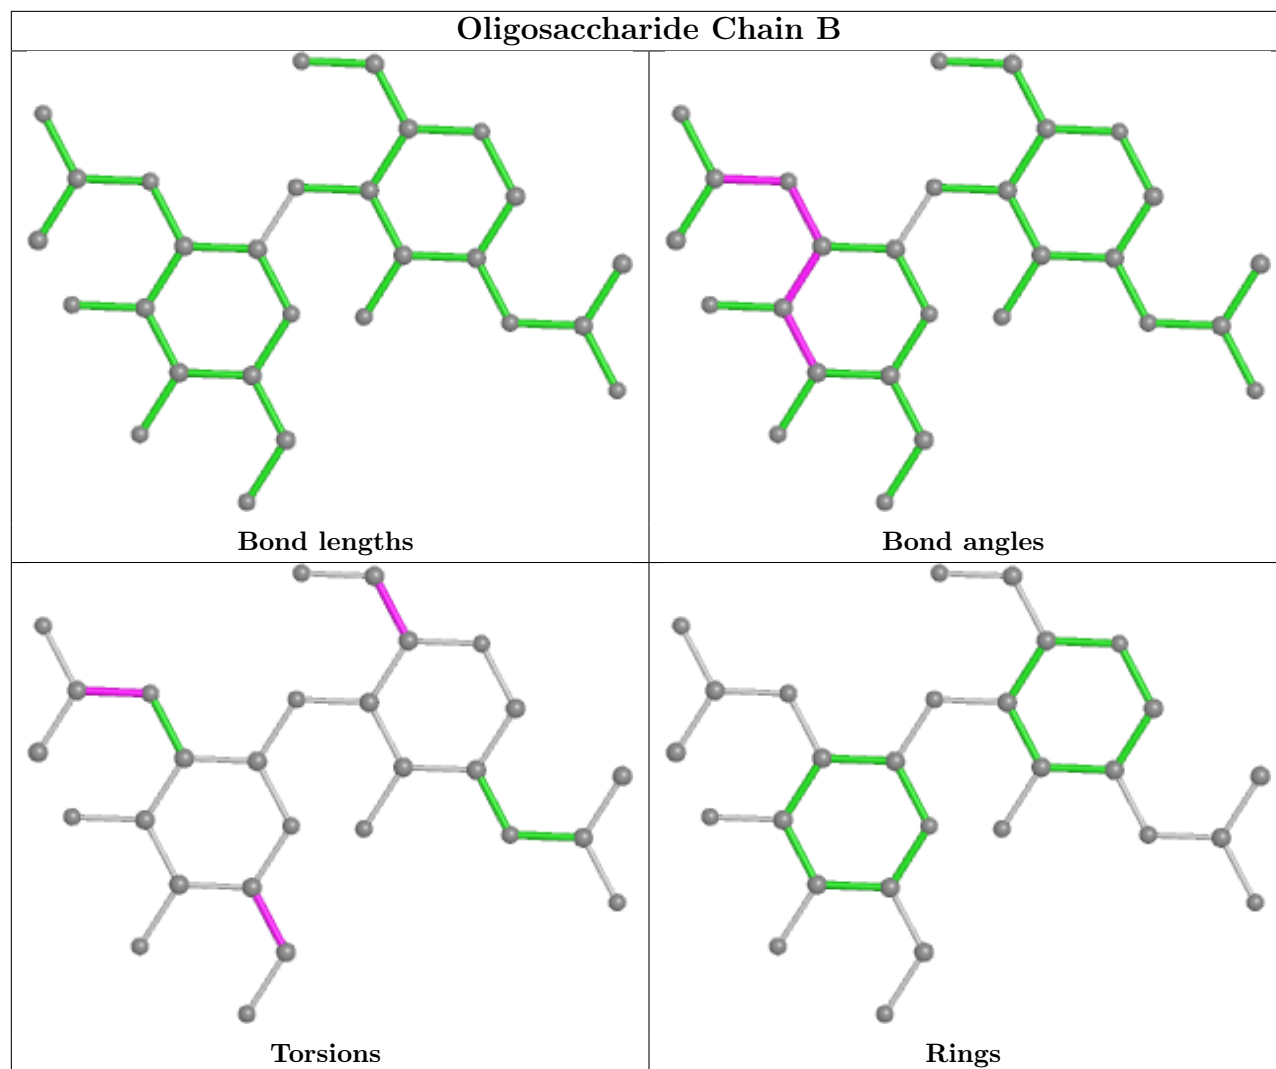 Oligosaccharide Chain B
Bond lengths
Bond angles
Torsions
Rings